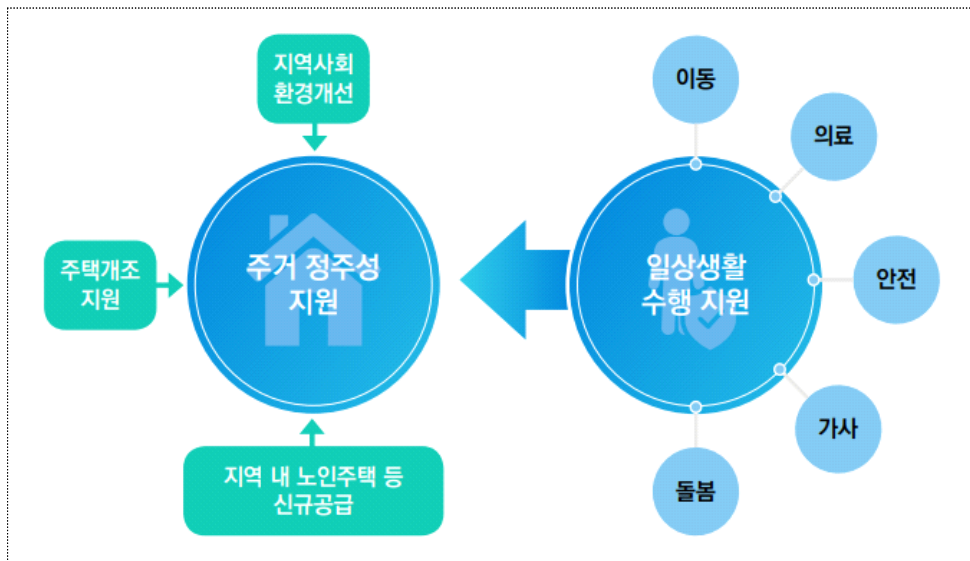 지역사회
환경개선
주택개조
지원
주거 정주성
지원
지역 내 노인주택 등
신규공급
일상생활
수행 지원
이동
의료
안전
가사
돌봄